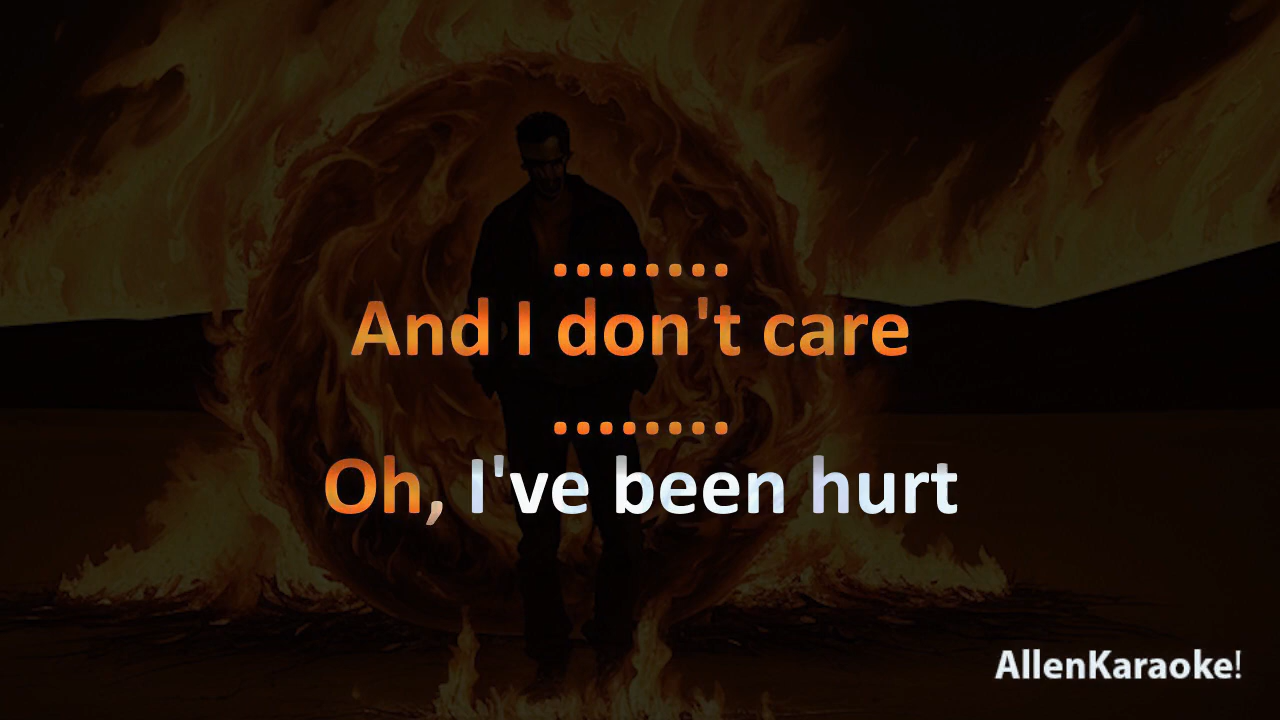 ........
And I don't care
........
Oh, I've been hurt
AllenKaraoke!